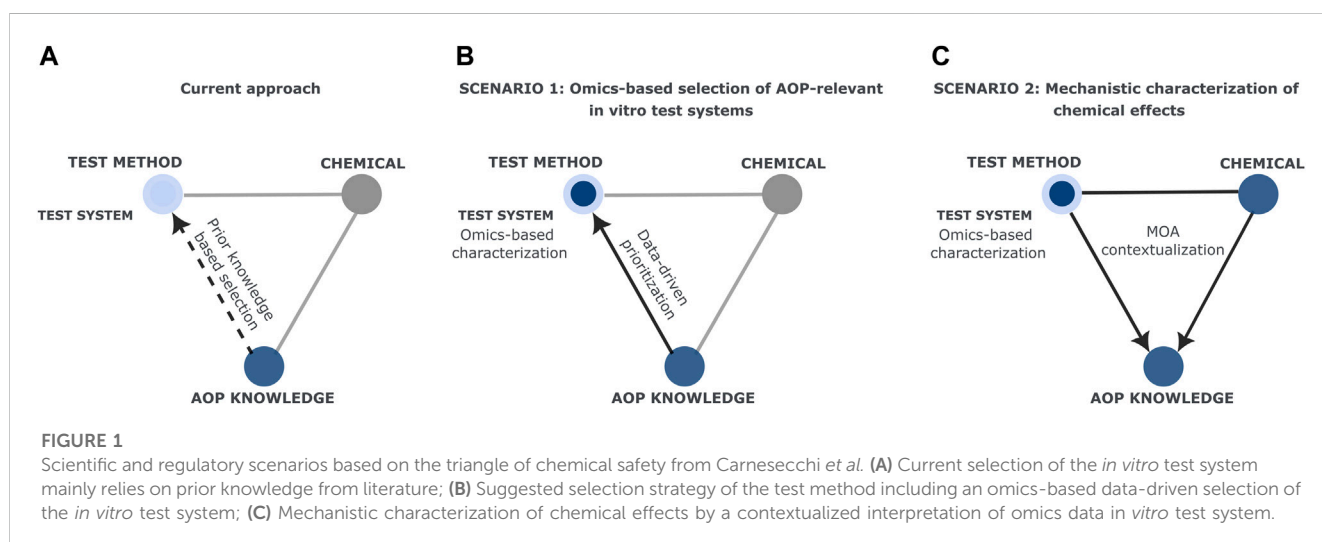 A
Current approach
TEST METHOD
CHEMICAL
TEST SYSTEM
Prior knowledge
based selection
AOP KNOWLEDGE
B
SCENARIO 1: Omics-based selection of AOP-relevant
in vitro test systems
TEST METHOD
CHEMICAL
TEST SYSTEM
Omics-based
characterization
Data-driven
prioritization
AOP KNOWLEDGE
C
SCENARIO 2: Mechanistic characterization of
chemical effects
TEST METHOD
CHEMICAL
TEST SYSTEM
Omics-based
characterization
MOA
contextualization
AOP KNOWLEDGE
FIGURE 1
Scientific and regulatory scenarios based on the triangle of chemical safety from Carnesecchi et al. (A) Current selection of the in vitro test system
mainly relies on prior knowledge from literature; (B) Suggested selection strategy of the test method including an omics-based data-driven selection of
the in vitro test system; (C) Mechanistic characterization of chemical effects by a contextualized interpretation of omics data in vitro test system.